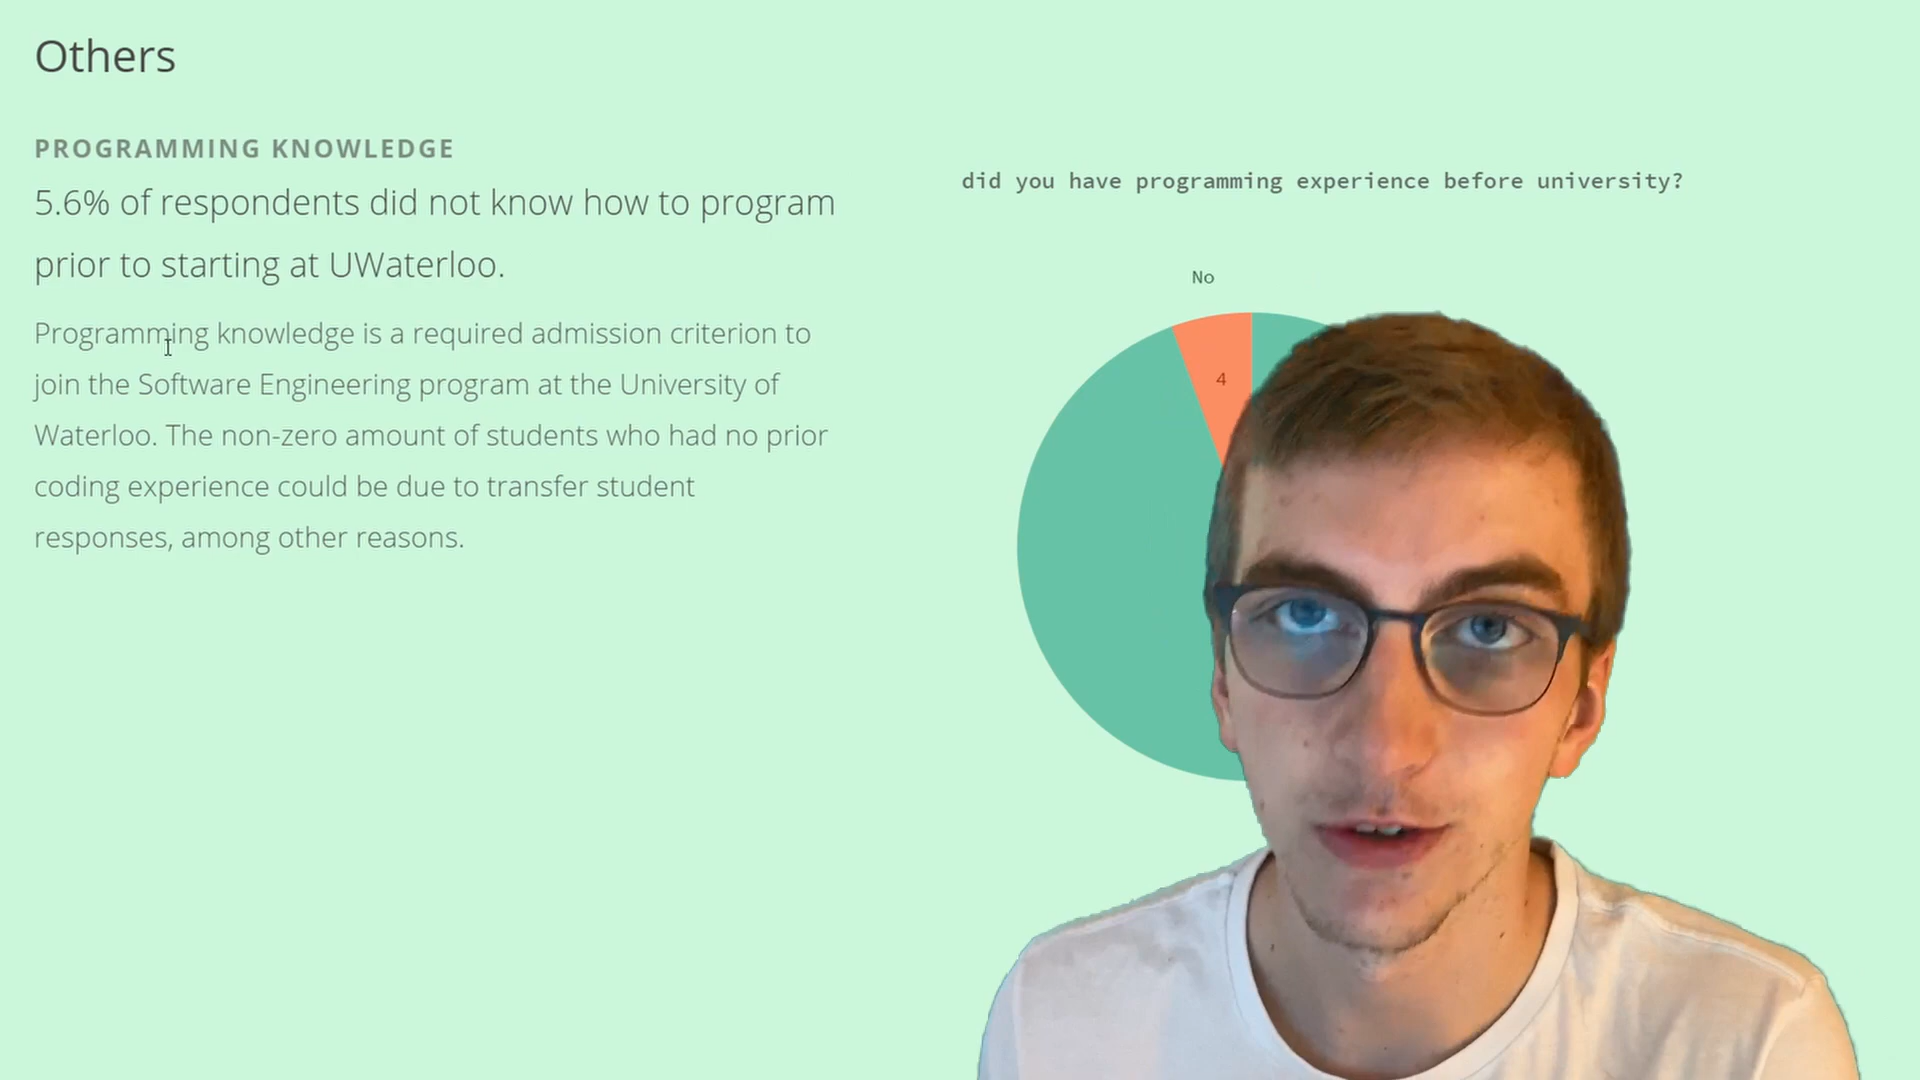 Others
PROGRAMMING KNOWLEDGE
5.6% of respondents did not know how to program
prior to starting at UWaterloo.
Programming knowledge is a required admission criterion to
join the Software Engineering program at the University of
Waterloo. The non-zero amount of students who had no prior
coding experience could be due to transfer student
responses, among other reasons.
did you have programming experience before university?
No
4